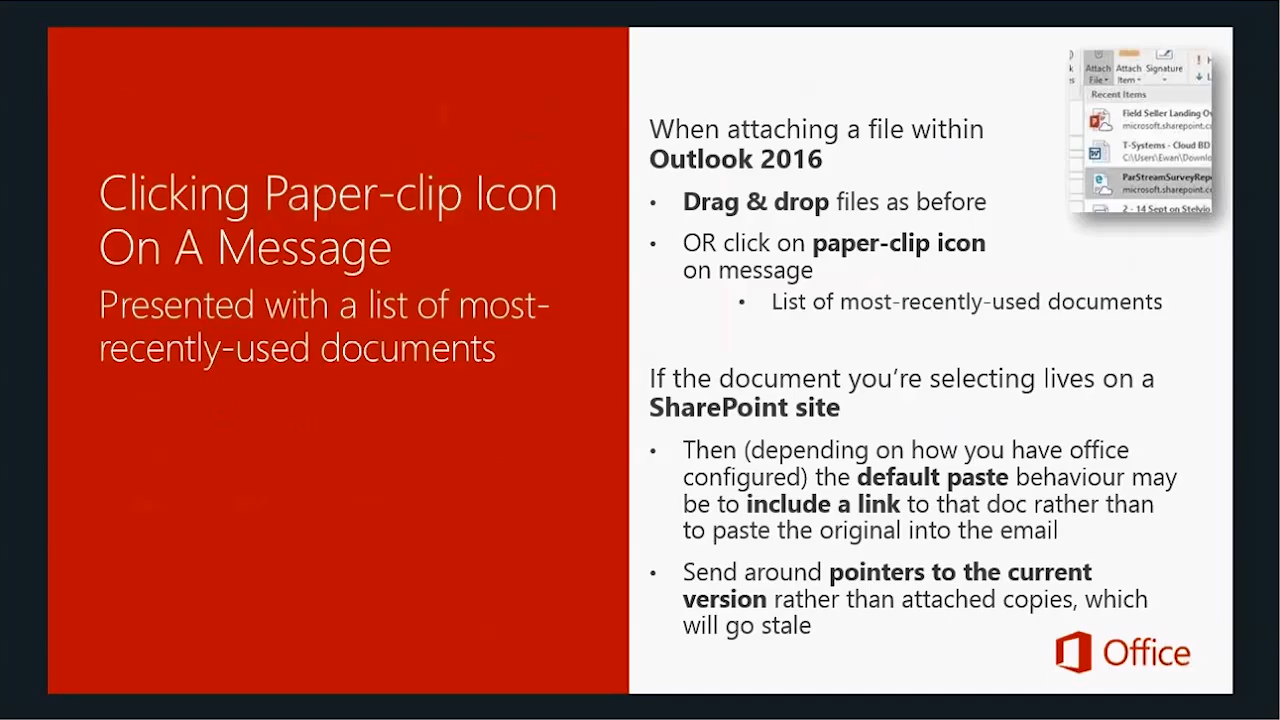 Clicking Paper-clip Icon
On A Message
Presented with a list of most-
recently-used documents
When attaching a file within
Outlook 2016
• Drag & drop files as before
• OR click on paper-clip icon
on message
• List of most-recently-used documents
If the document you’re selecting lives on a
SharePoint site
• Then (depending on how you have office
configured) the default paste behaviour may
be to include a link to that doc rather than
to paste the original into the email
• Send around pointers to the current
version rather than attached copies, which
will go stale
Attach Attach Signature
File Item
Recent Items
Field Seller Landing
microsoft.sharepoint.c
T-Systems - Cloud BD
C:\Users\Ewan\Downlo
ParStreamSurveyRep
microsoft.sharepoint.c
2 - 14 Sept on Stelvio
Office